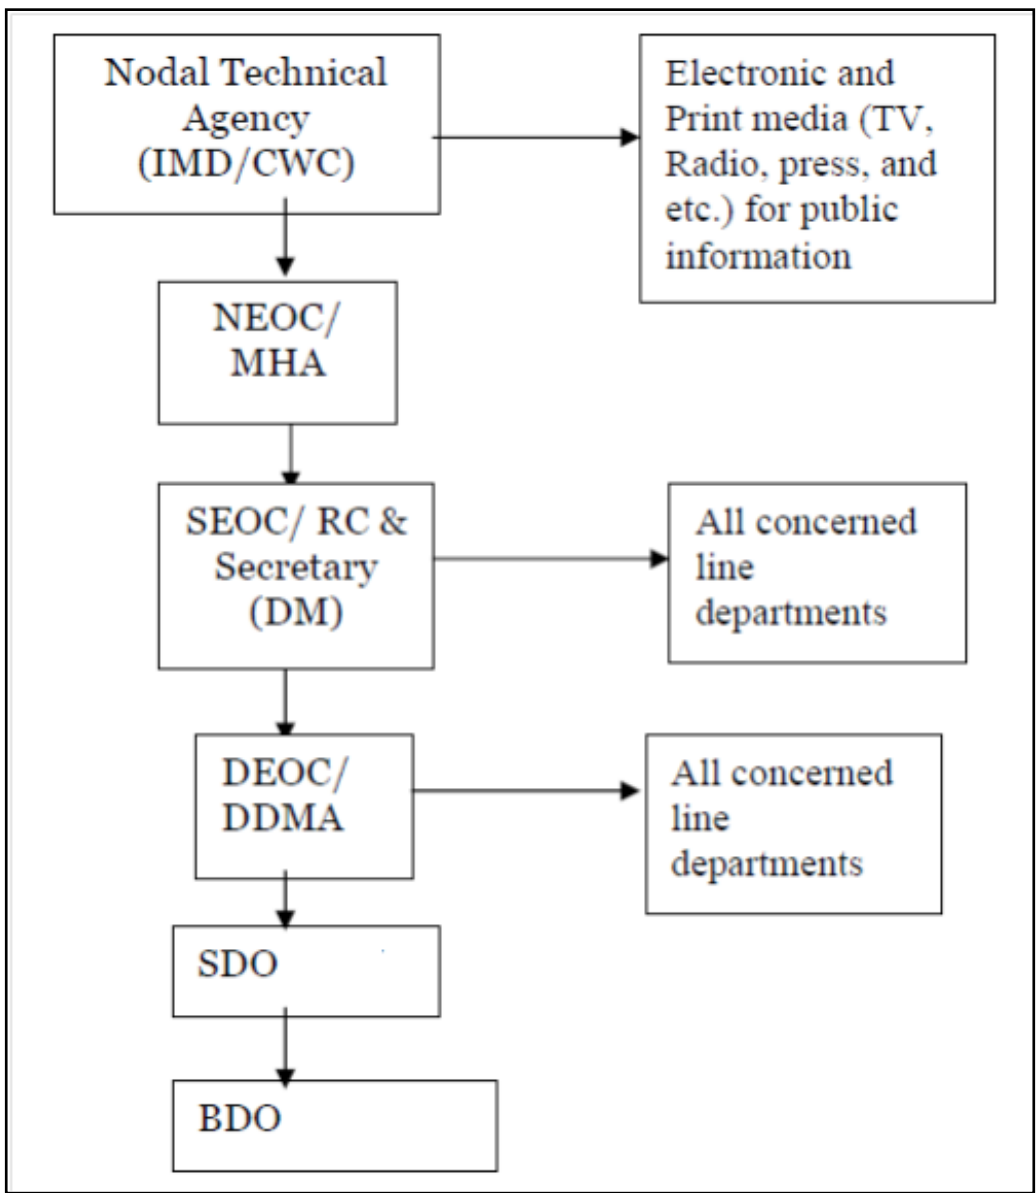 Nodal Technical
Agency
(IMD/CWC)
Electronic and
Print media (TV,
Radio, press, and
etc.) for public
information
NEOC/
MHA
SEOC/ RC &
Secretary
(DM)
All concerned
line
departments
DEOC/
DDMA
All concerned
line
departments
SDO
BDO